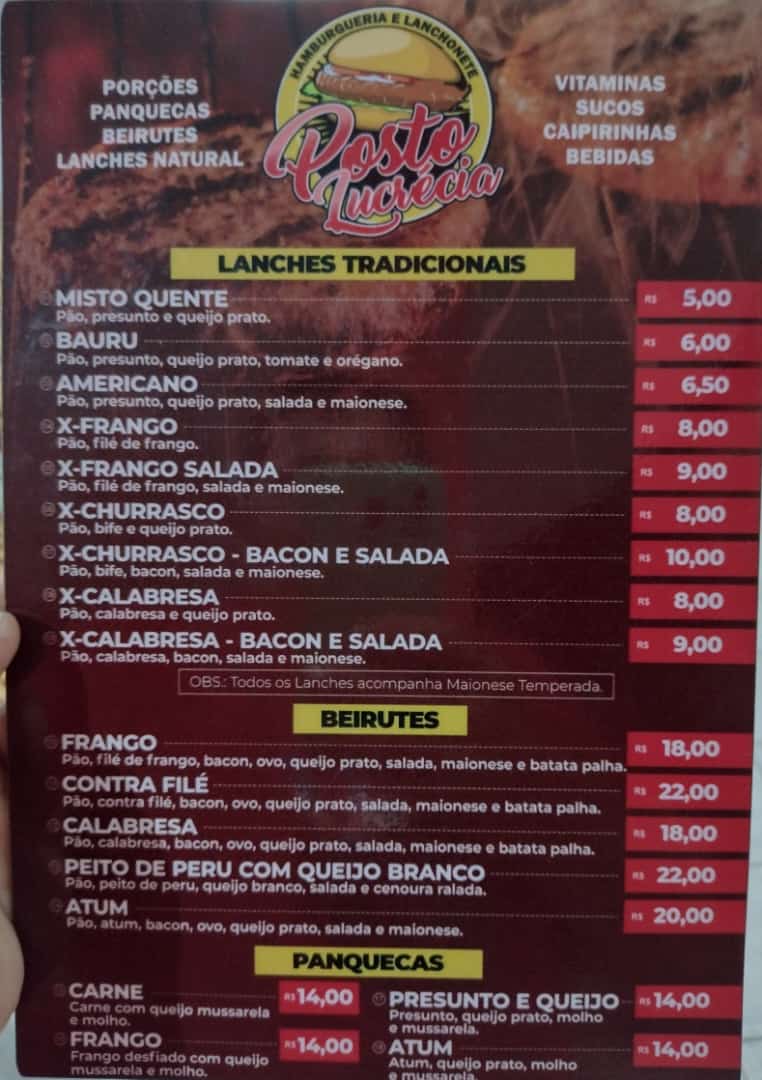 HAMBURGUERIA E LANCHONETE
Posto
Lucrécia
PORÇÕES
PANQUECAS
BEIRUTES
LANCHES NATURAL
VITAMINAS
SUCOS
CAIPIRINHAS
BEBIDAS
LANCHES TRADICIONAIS
MISTO QUENTE R$ 5,00
Pão, presunto e queijo prato.
BAURU R$ 6,00
Pão, presunto, queijo prato, tomate e orégano.
AMERICANO R$ 6,50
Pão, presunto, queijo prato, salada e maionese.
X-FRANGO R$ 8,00
Pão, filé de frango.
X-FRANGO SALADA R$ 9,00
Pão, filé de frango, salada e maionese.
X-CHURRASCO R$ 8,00
Pão, bife e queijo prato.
X-CHURRASCO - BACON E SALADA R$ 10,00
Pão, bife, bacon, salada e maionese.
X-CALABRESA R$ 8,00
Pão, calabresa e queijo prato.
X-CALABRESA - BACON E SALADA R$ 9,00
Pão, calabresa, bacon, salada e maionese.
OBS.: Todos os Lanches acompanha Maionese Temperada.
BEIRUTES
FRANGO R$ 18,00
Pão, filé de frango, bacon, ovo, queijo prato, salada, maionese e batata palha.
CONTRA FILÉ R$ 22,00
Pão, contra filé, bacon, ovo, queijo prato, salada, maionese e batata palha.
CALABRESA R$ 18,00
Pão, calabresa, bacon, ovo, queijo prato, salada, maionese e batata palha.
PEITO DE PERU COM QUEIJO BRANCO R$ 22,00
Pão, peito de peru, queijo branco, salada e cenoura ralada.
ATUM R$ 20,00
Pão, atum, bacon, ovo, queijo prato, salada e maionese.
PANQUECAS
CARNE R$ 14,00
Carne com queijo mussarela
e molho.
FRANGO R$ 14,00
Frango desfiado com queijo
mussarela e molho.
PRESUNTO E QUEIJO R$ 14,00
Presunto, queijo prato, molho
e mussarela.
ATUM R$ 14,00
Atum, queijo prato, molho
e mussarela.